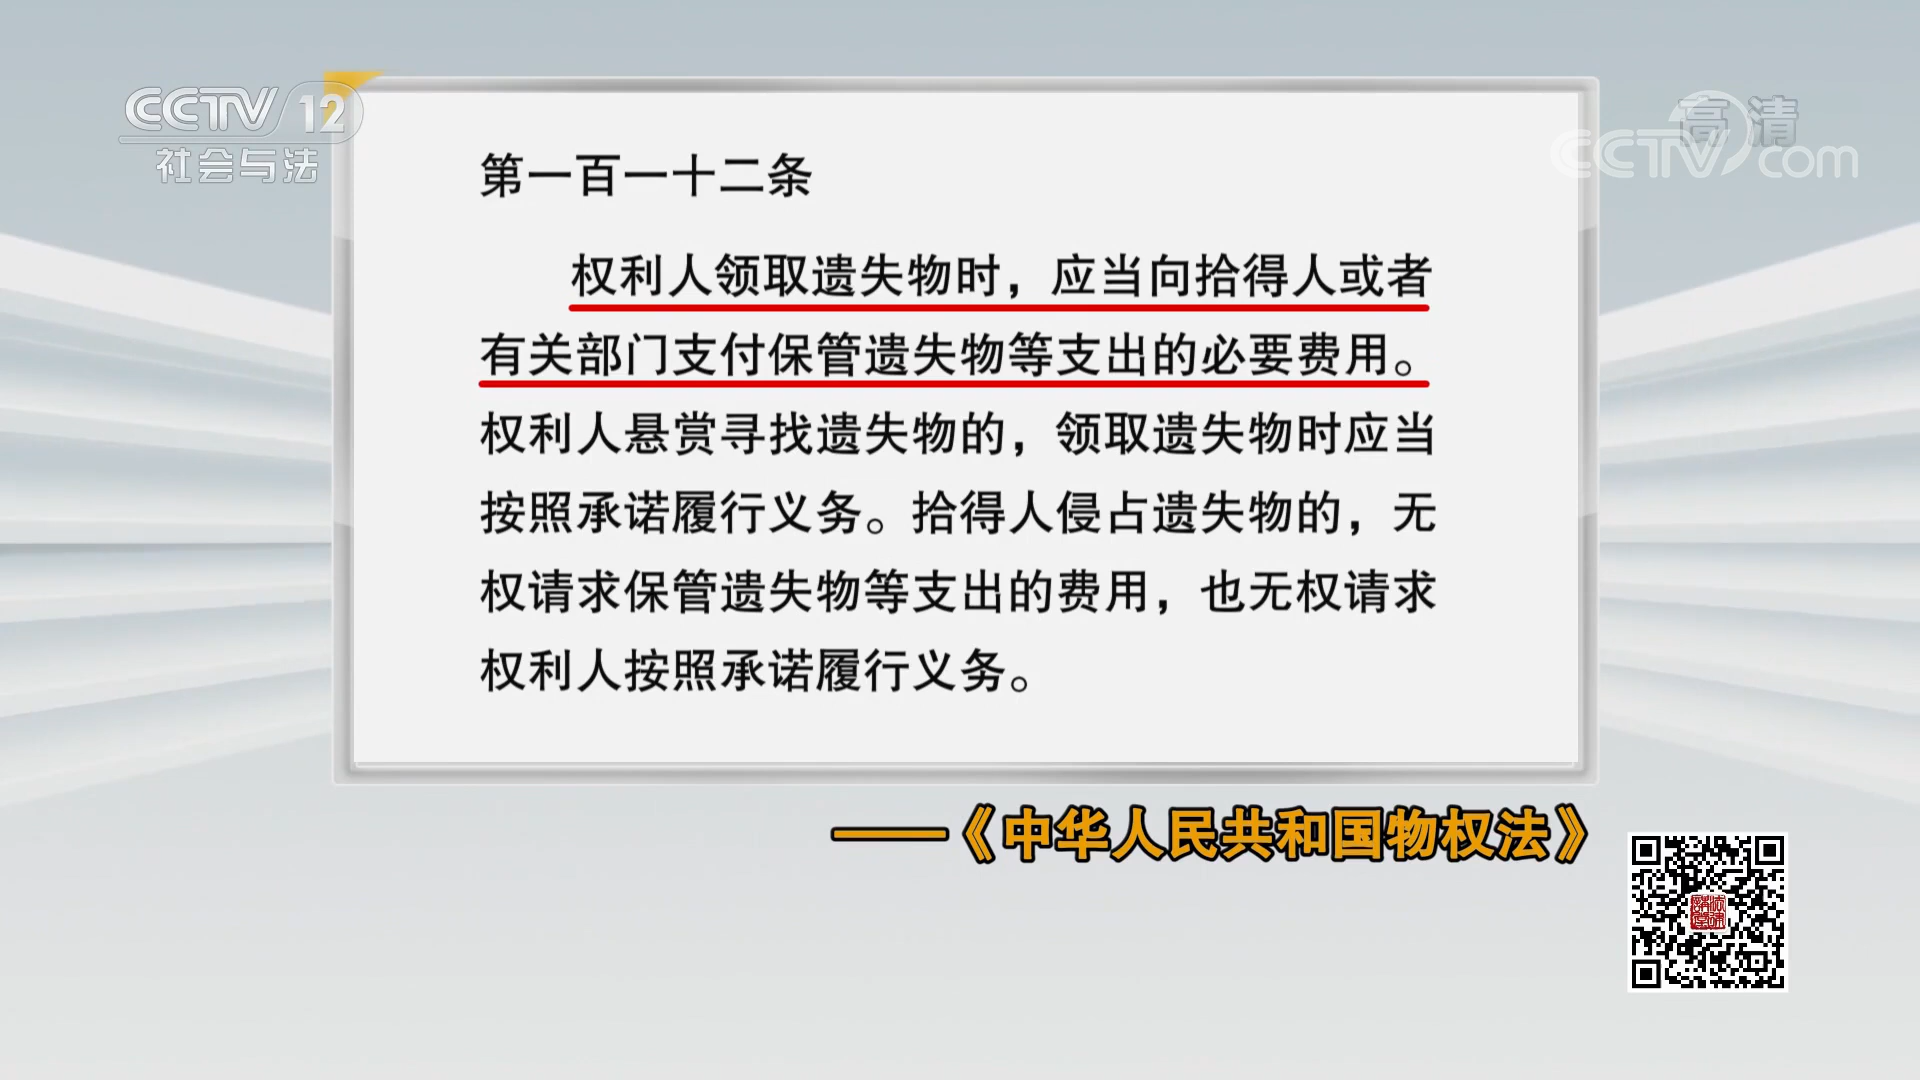 CCTV 12
社会与法
高清
CCTV com
第一百一十二条
权利人领取遗失物时，应当向拾得人或者
有关部门支付保管遗失物等支出的必要费用。
权利人悬赏寻找遗失物的，领取遗失物时应当
按照承诺履行义务。拾得人侵占遗失物的，无
权请求保管遗失物等支出的费用，也无权请求
权利人按照承诺履行义务。
——《中华人民共和国物权法》